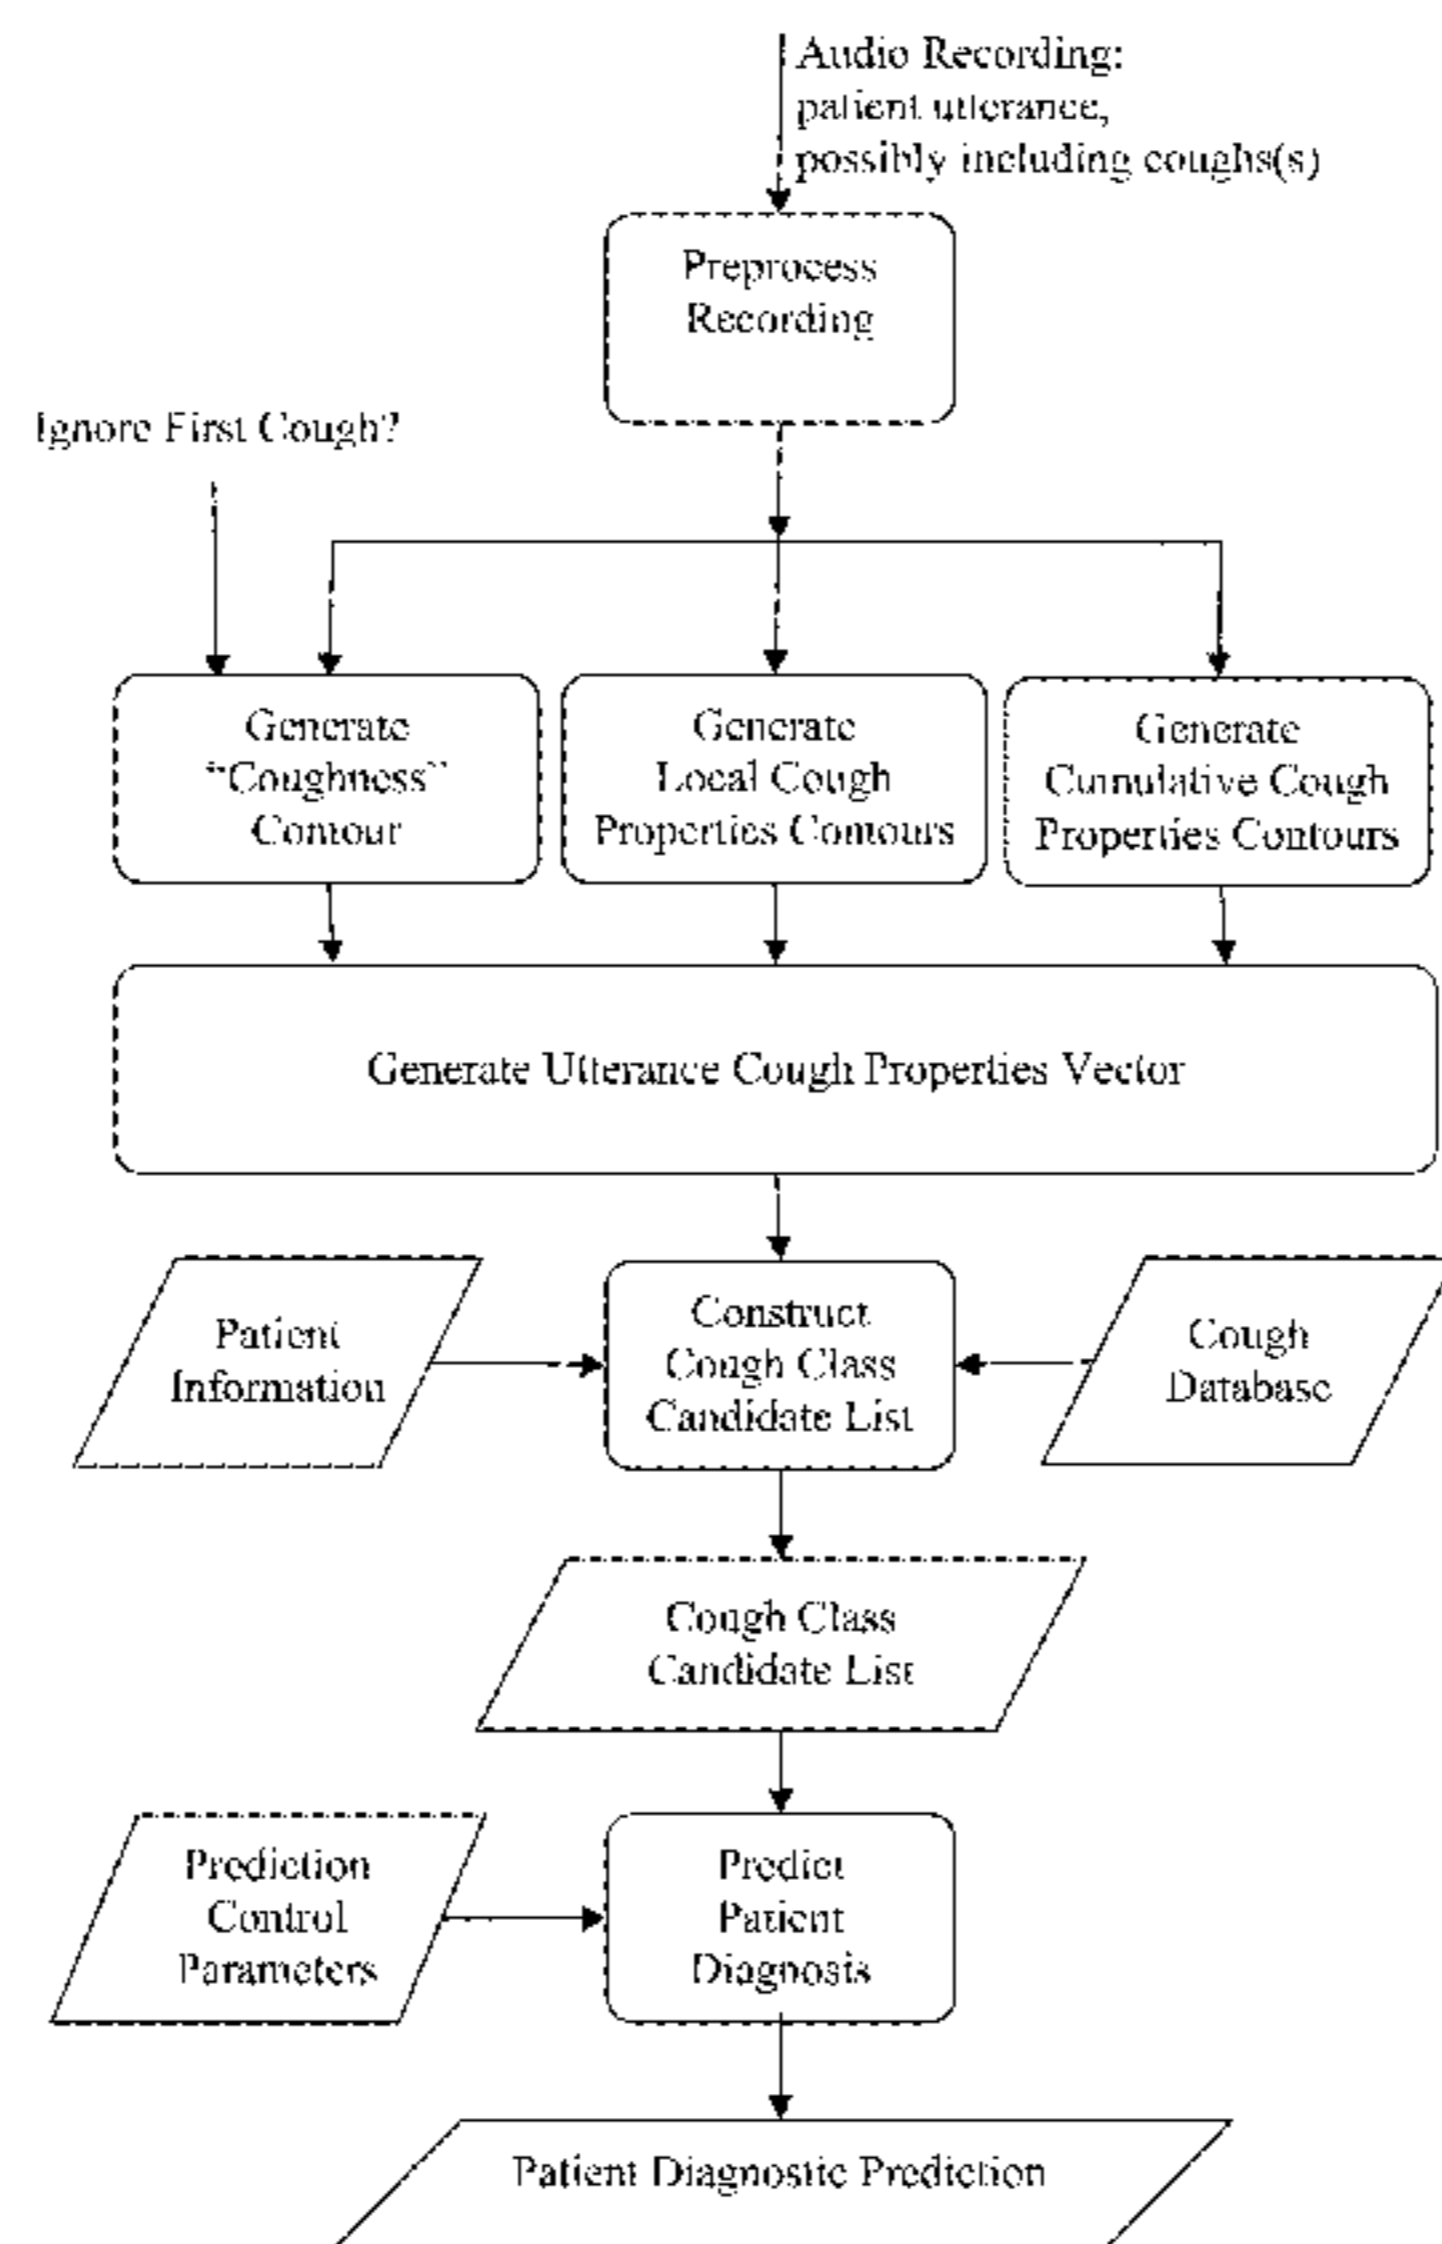 Audio Recording:
patient utterance,
possibly including coughs(s)
Preprocess
Recording
Ignore First Cough?
Generate
"Coughness"
Contour
Generate
Local Cough
Properties Contours
Generate
Cumulative Cough
Properties Contours
Generate Utterance Cough Properties Vector
Patient
Information
Construct
Cough Class
Candidate List
Cough
Database
Cough Class
Candidate List
Prediction
Control
Parameters
Predict
Patient
Diagnosis
Patient Diagnostic Prediction